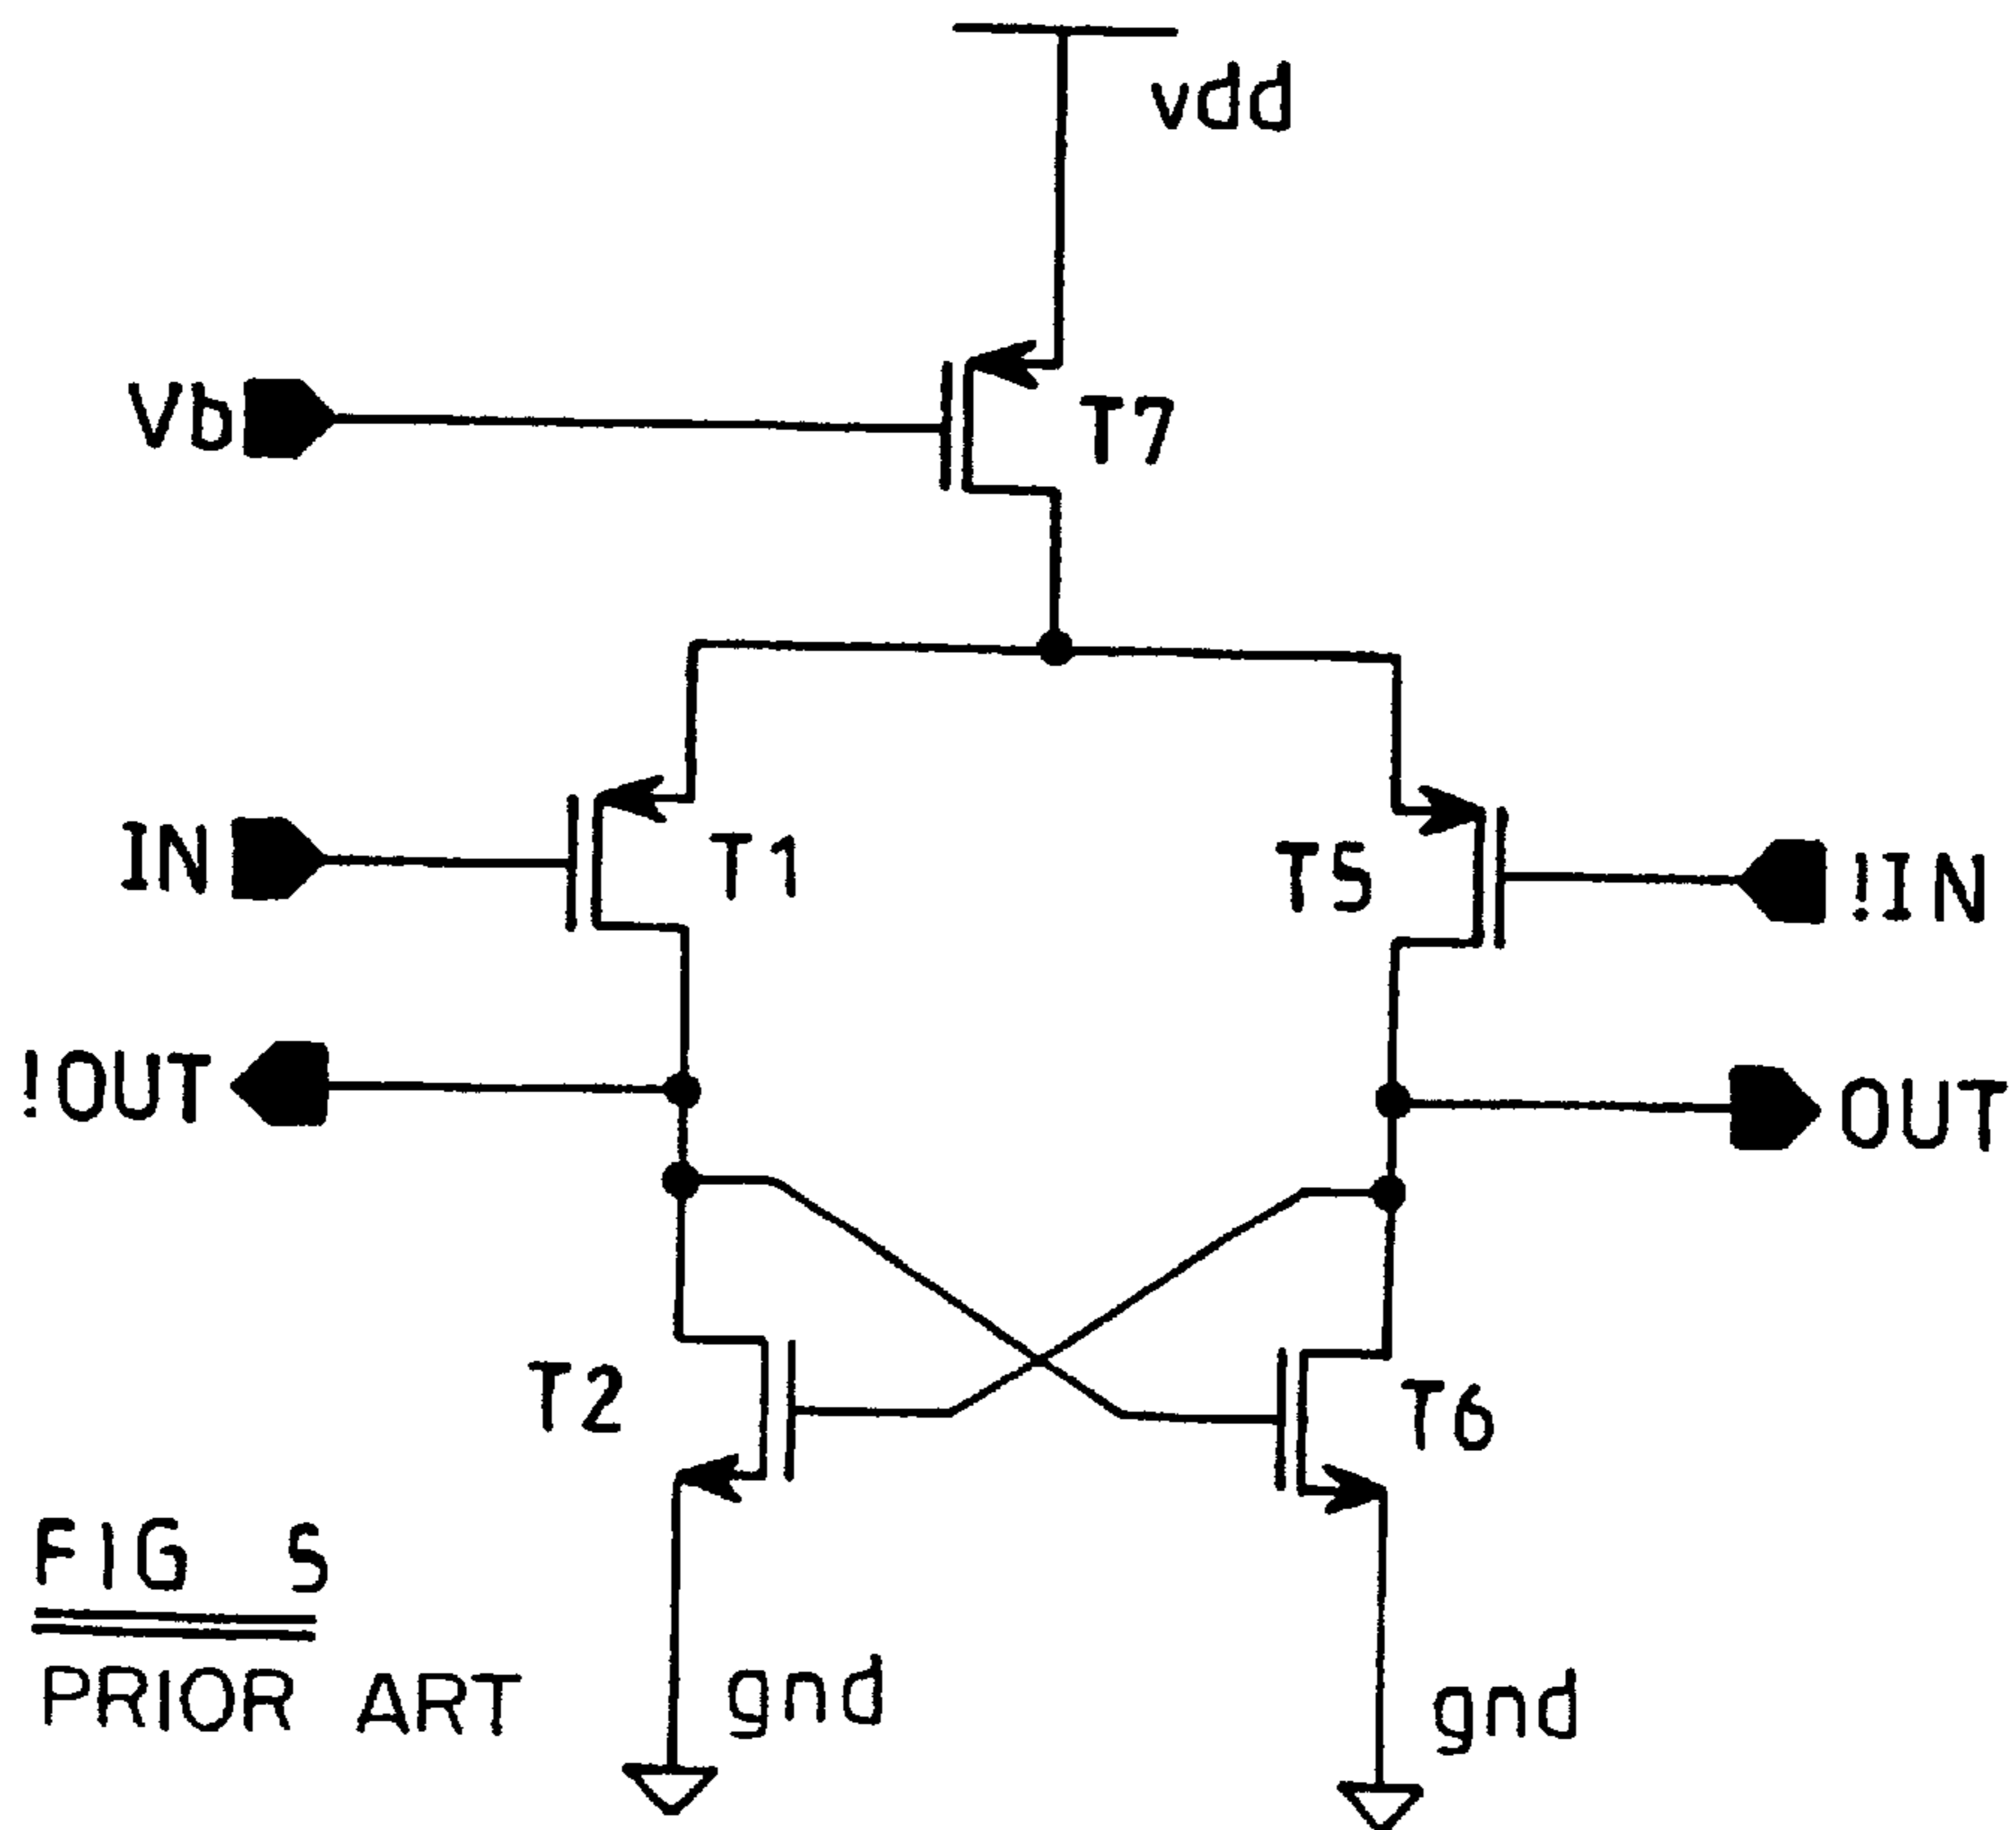 vdd
Vb
T7
IN
T1
T5
!IN
!OUT
OUT
T2
T6
FIG 5
PRIOR ART
gnd
gnd